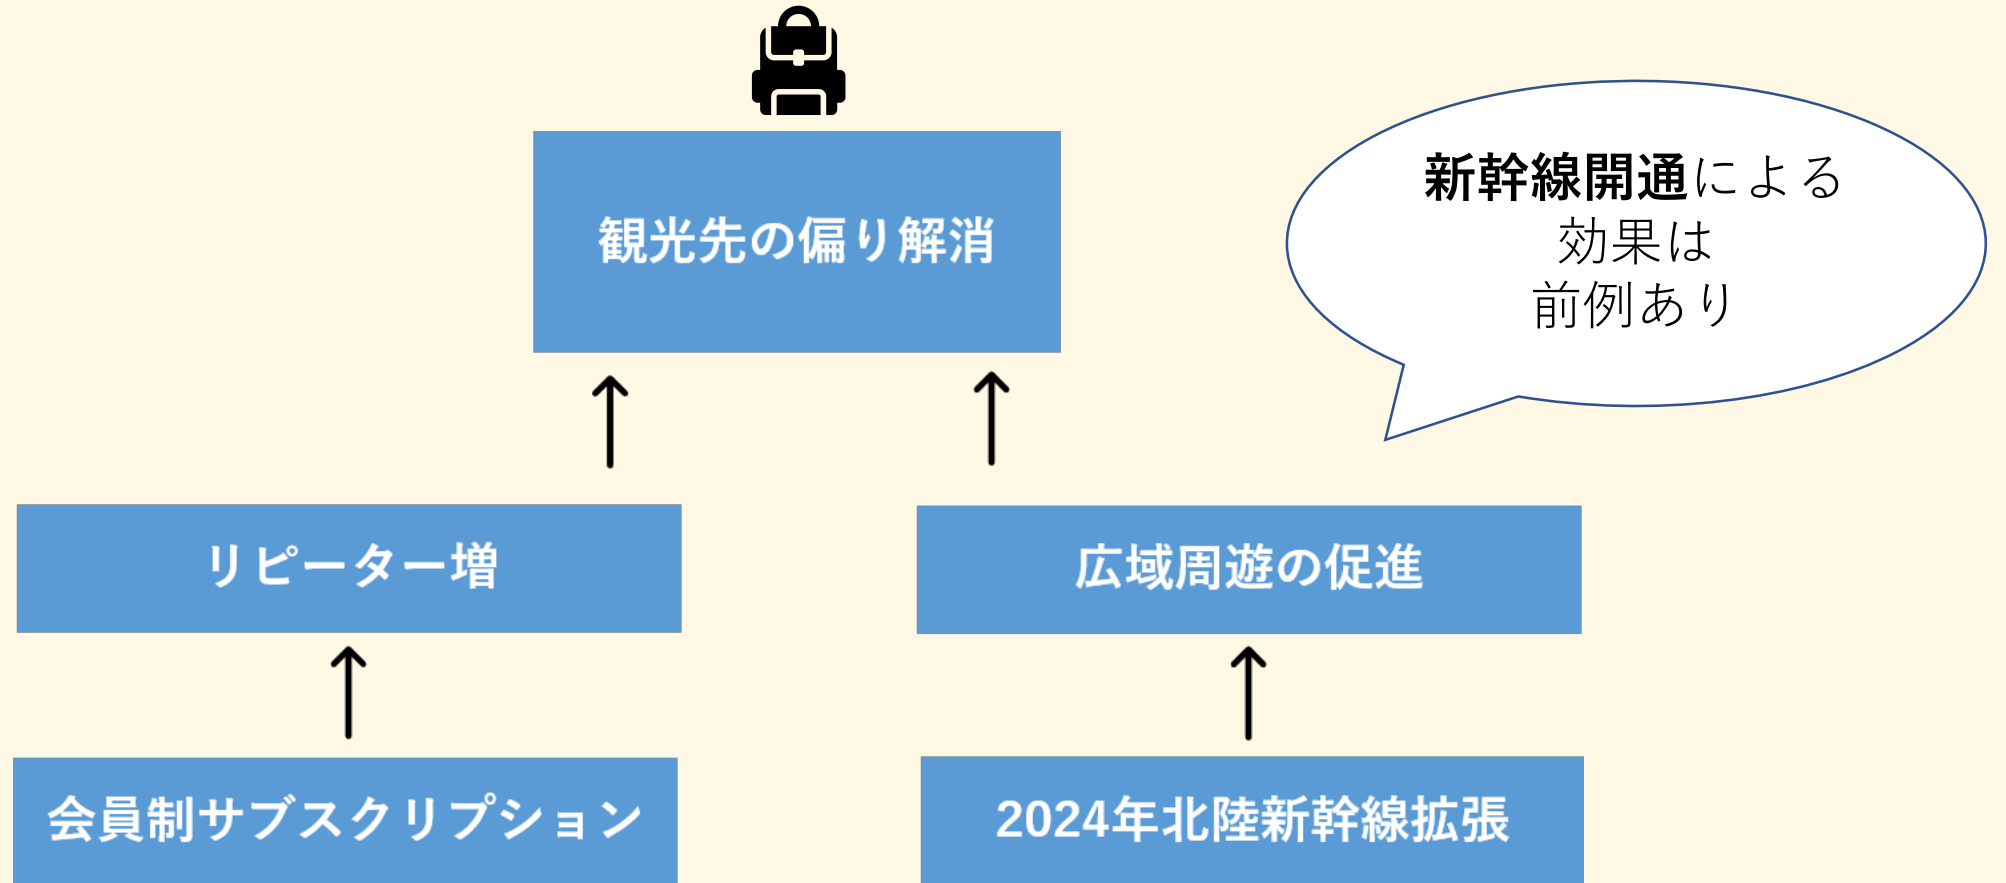 観光先の偏り解消
新幹線開通による
効果は
前例あり
リピーター増
広域周遊の促進
会員制サブスクリプション
2024年北陸新幹線拡張